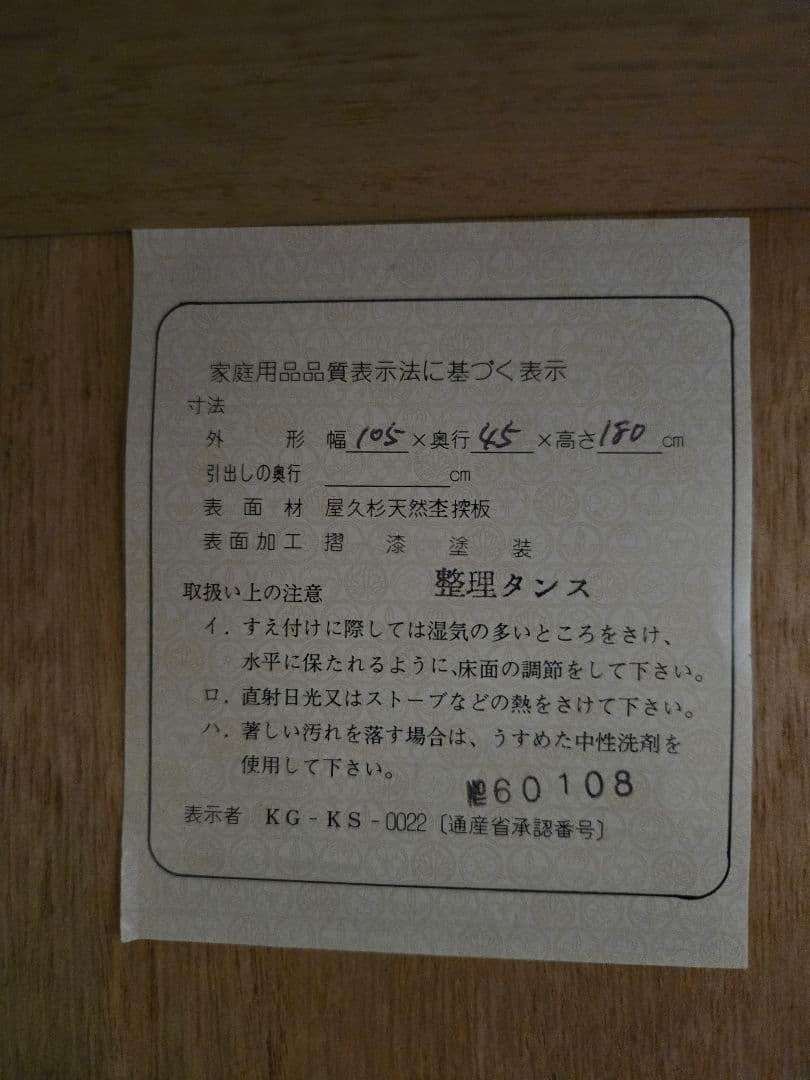 家庭用品品質表示法に基づく表示
寸法
外形 幅105×奥行45×高さ180cm
引出しの奥行 cm
表面材 屋久杉天然杢板
表面加工 摺漆塗装
取扱い上の注意 整理タンス
イ．すえ付けに際しては湿気の多いところをさけ、
水平に保たれるように、床面の調節をして下さい。
ロ．直射日光又はストーブなどの熱をさけて下さい。
ハ．著しい汚れを落す場合は、うすめた中性洗剤を
使用して下さい。
№60108
表示者 KG-KS-0022〔通産省承認番号〕